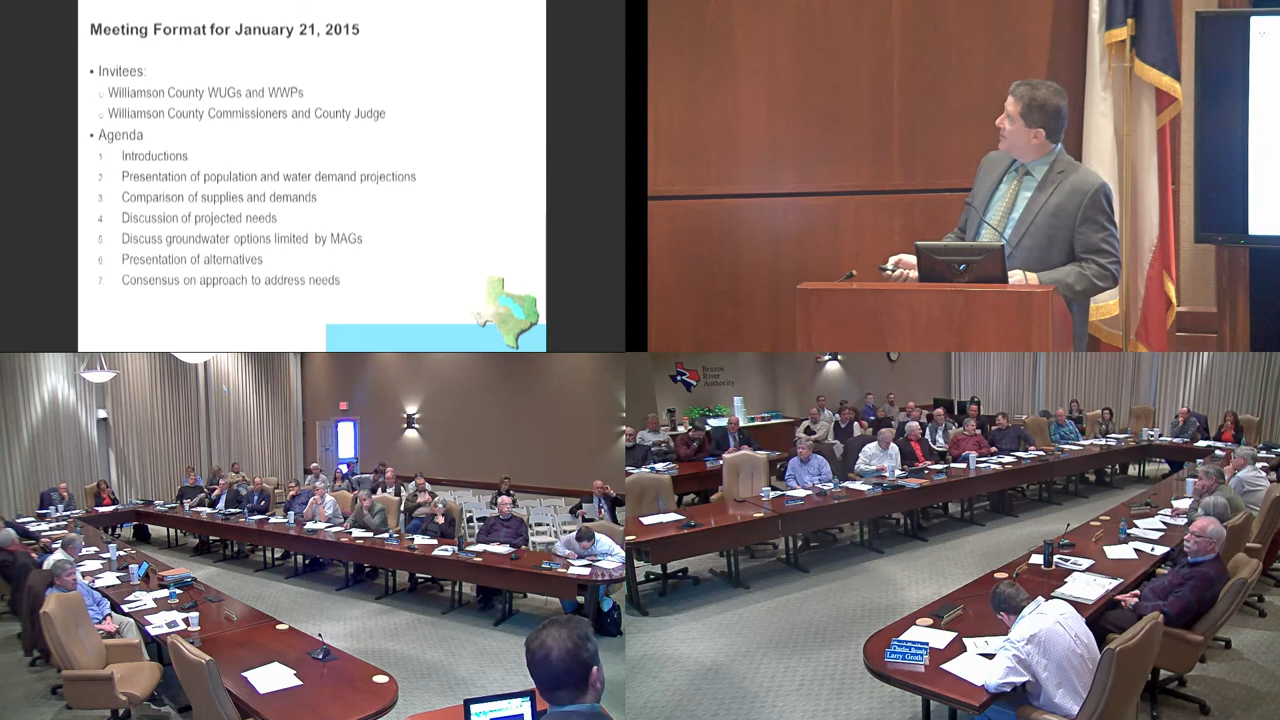 Meeting Format for January 21, 2015
• Invitees:
Williamson County WUGs and WWPs
Williamson County Commissioners and County Judge
• Agenda
1 Introductions
2 Presentation of population and water demand projections
3 Comparison of supplies and demands
4 Discussion of projected needs
5. Discuss groundwater options limited by MAGs
6 Presentation of alternatives
7. Consensus on approach to address needs
Brazos
River
Authority
Larry Groth